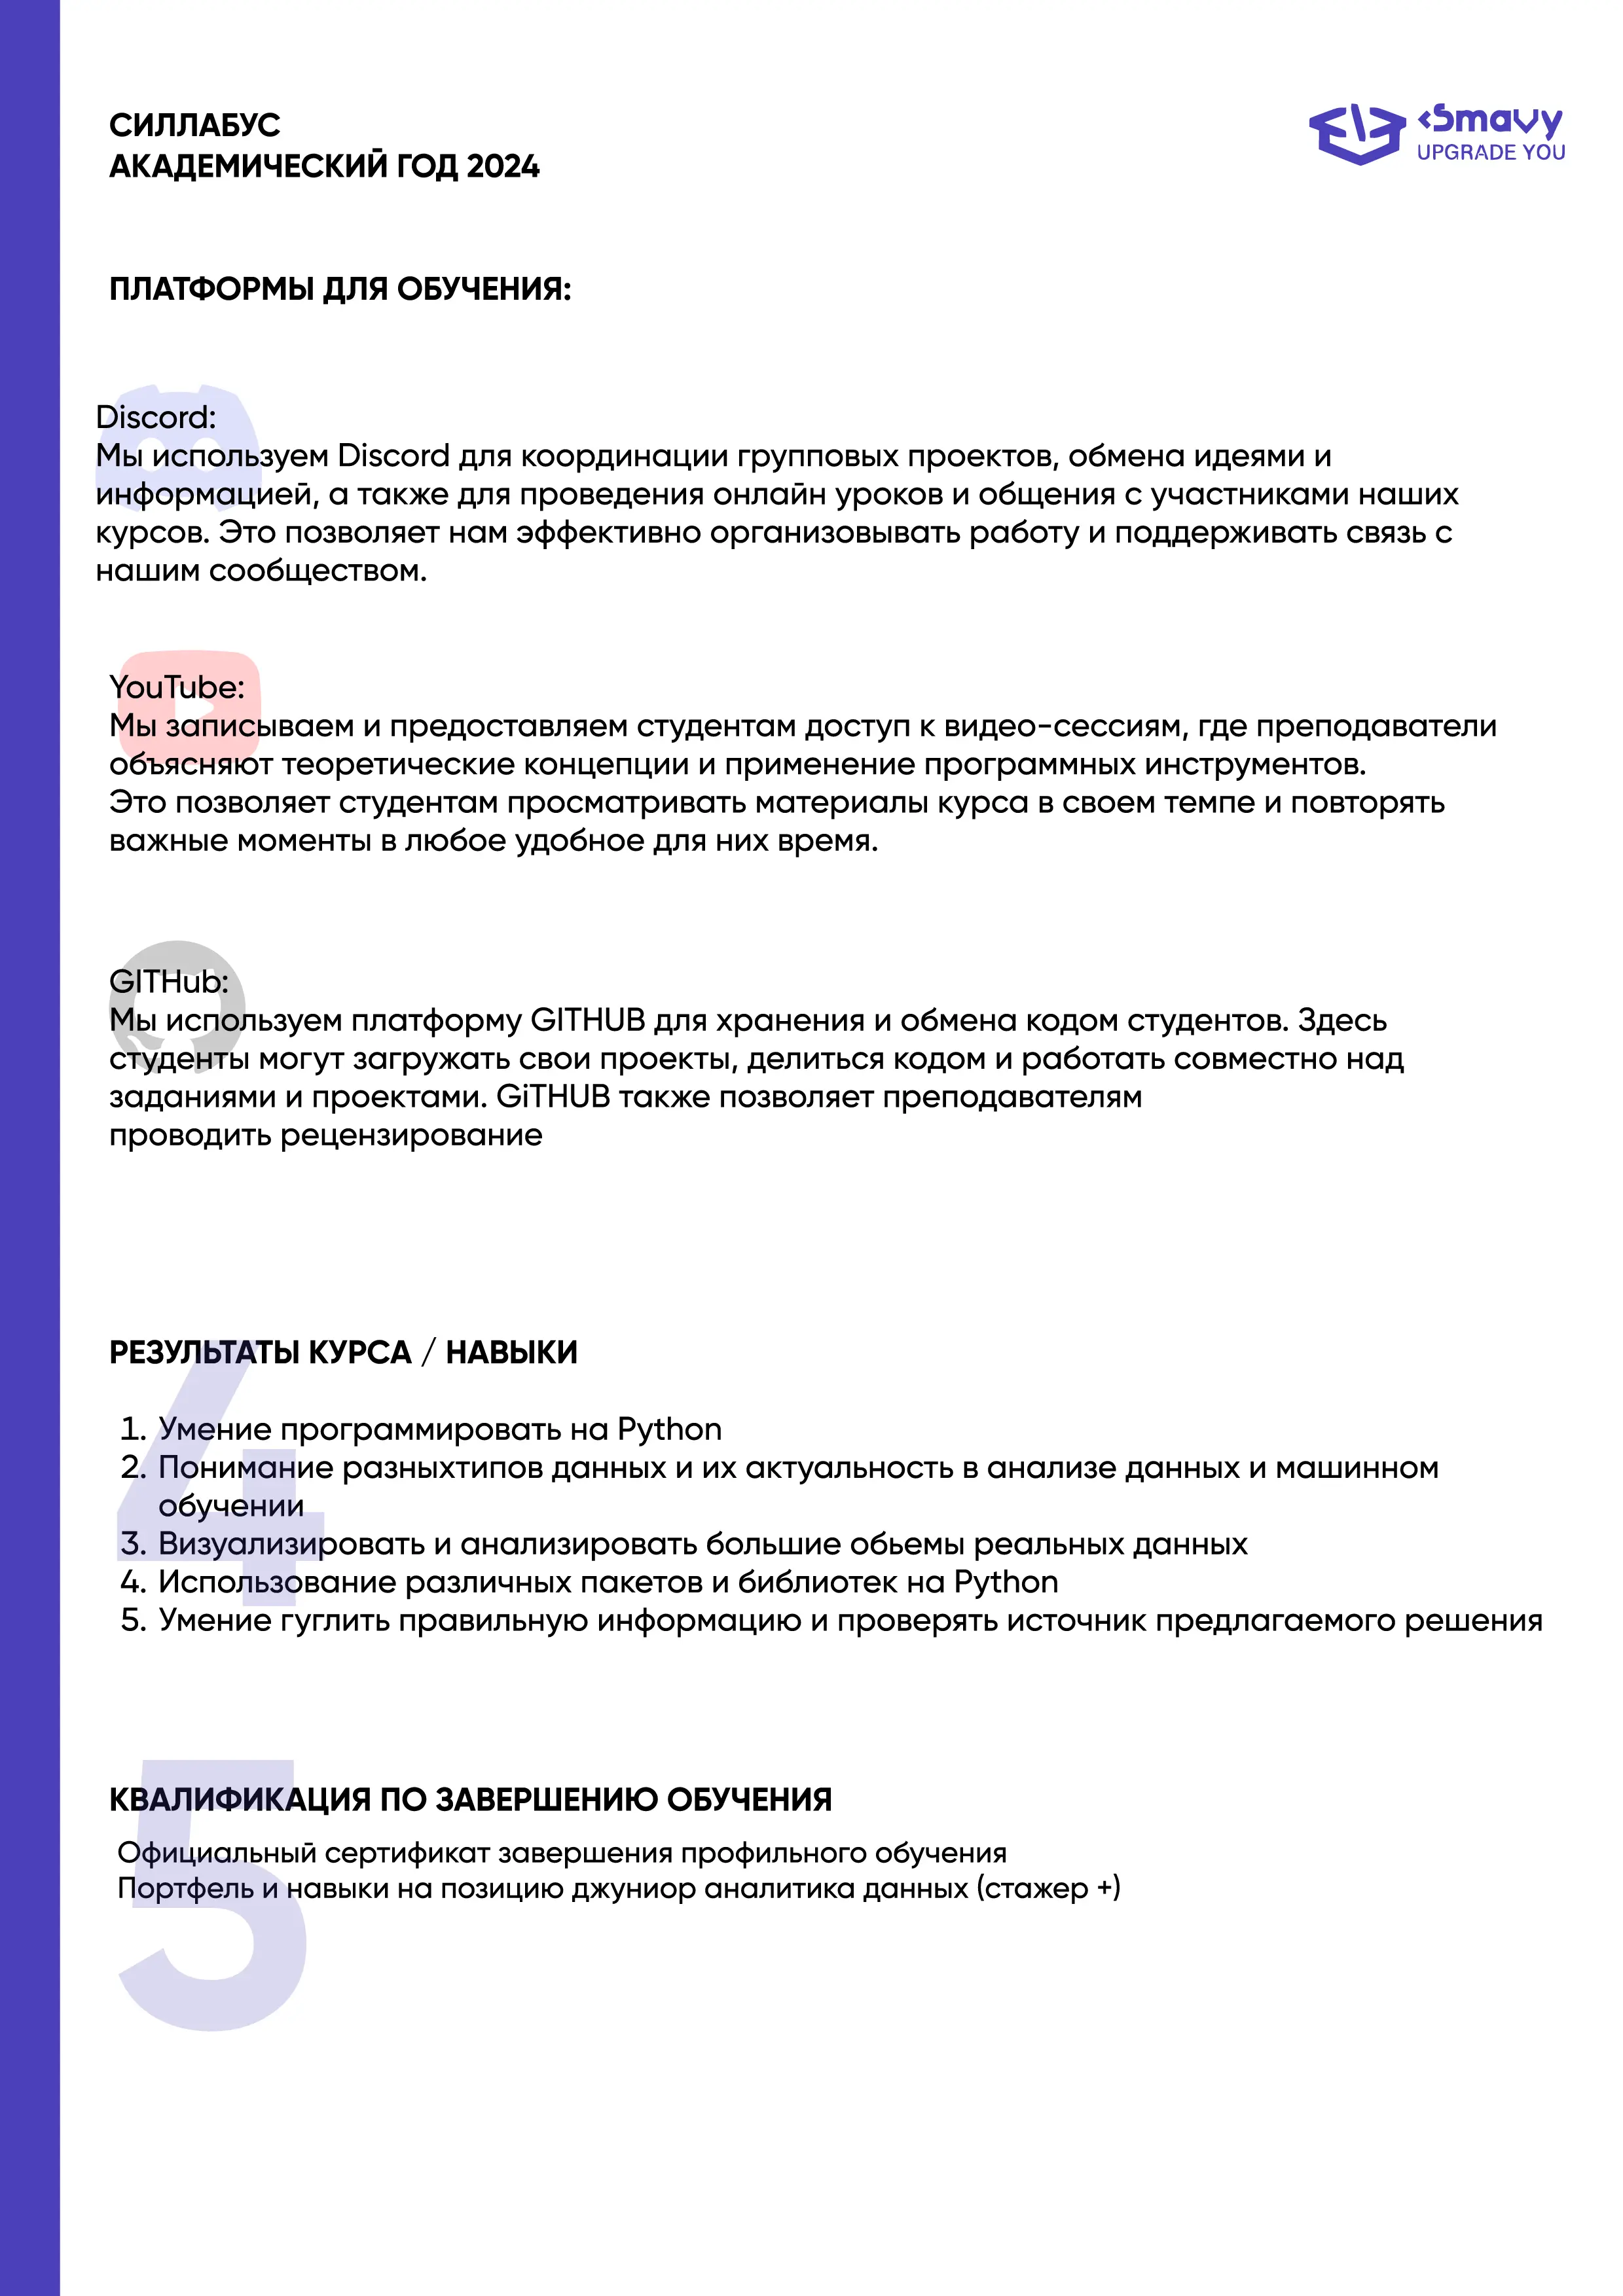 СИЛЛАБУС
АКАДЕМИЧЕСКИЙ ГОД 2024
<Smavy
UPGRADE YOU
ПЛАТФОРМЫ ДЛЯ ОБУЧЕНИЯ:
Discord:
Мы используем Discord для координации групповых проектов, обмена идеями и
информацией, а также для проведения онлайн уроков и общения с участниками наших
курсов. Это позволяет нам эффективно организовывать работу и поддерживать связь с
нашим сообществом.
YouTube:
Мы записываем и предоставляем студентам доступ к видео-сессиям, где преподаватели
объясняют теоретические концепции и применение программных инструментов.
Это позволяет студентам просматривать материалы курса в своем темпе и повторять
важные моменты в любое удобное для них время.
GITHub:
Мы используем платформу GITHUB для хранения и обмена кодом студентов. Здесь
студенты могут загружать свои проекты, делиться кодом и работать совместно над
заданиями и проектами. GiTHUB также позволяет преподавателям
проводить рецензирование
4
РЕЗУЛЬТАТЫ КУРСА / НАВЫКИ
1. Умение программировать на Python
2. Понимание разныхтипов данных и их актуальность в анализе данных и машинном
обучении
3. Визуализировать и анализировать большие обьемы реальных данных
4. Использование различных пакетов и библиотек на Python
5. Умение гуглить правильную информацию и проверять источник предлагаемого решения
5
КВАЛИФИКАЦИЯ ПО ЗАВЕРШЕНИЮ ОБУЧЕНИЯ
Официальный сертификат завершения профильного обучения
Портфель и навыки на позицию джуниор аналитика данных (стажер +)